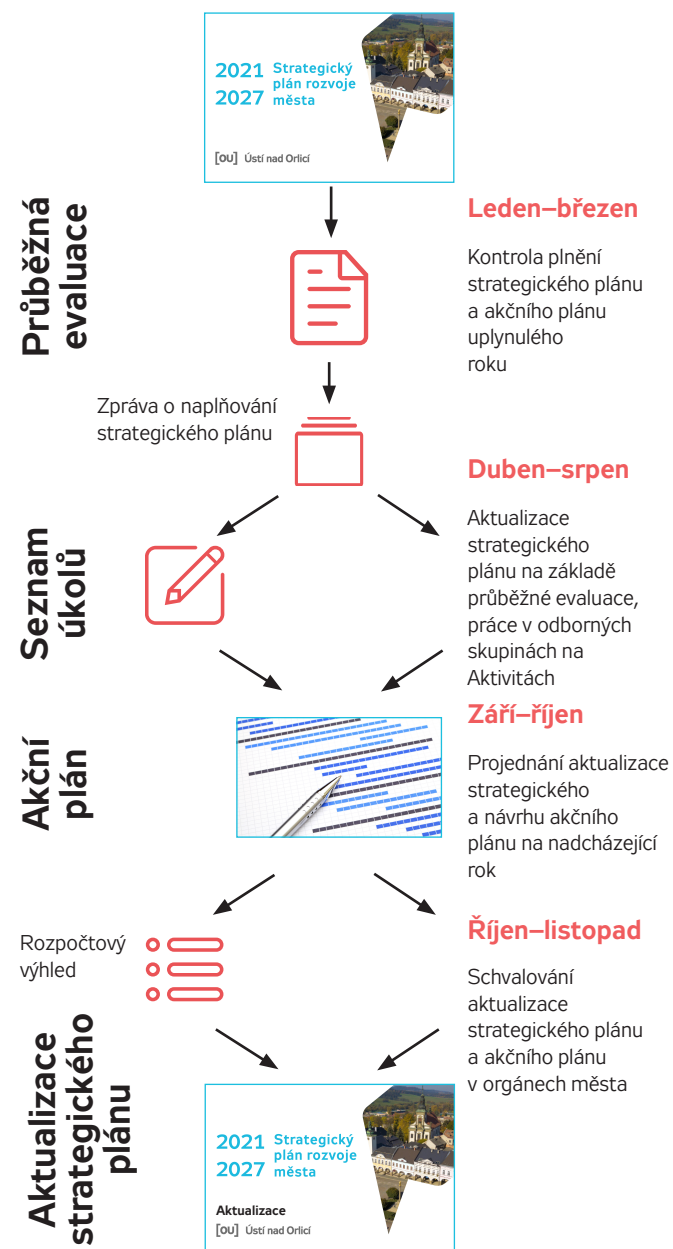 2021 Strategický
plán rozvoje
2027 města
[OU] Ústí nad Orlicí
Průběžná
evaluace
Leden–březen
Kontrola plnění
strategického plánu
a akčního plánu
uplynulého
roku
Zpráva o naplňování
strategického plánu
Duben–srpen
Seznam
úkolů
Aktualizace
strategického
plánu na základě
průběžné evaluace,
práce v odborných
skupinách na
Aktivitách
Září–říjen
Akční
plán
Projednání aktualizace
strategického
a návrhu akčního
plánu na nadcházející
rok
Říjen–listopad
Rozpočtový
výhled
Schvalování
aktualizace
strategického plánu
a akčního plánu
v orgánech města
Aktualizace
strategického
plánu
2021 Strategický
plán rozvoje
2027 města
Aktualizace
[OU] Ústí nad Orlicí